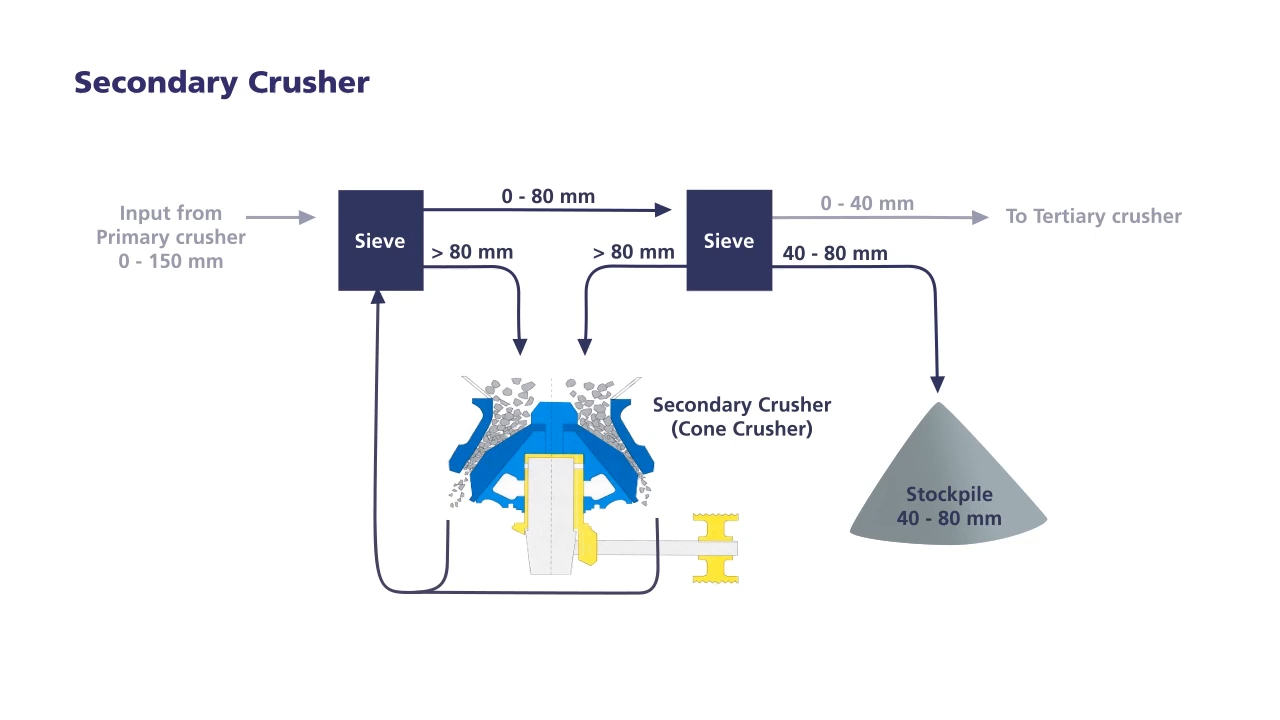 Secondary Crusher
Input from
Primary crusher
0 - 150 mm
Sieve
0 - 80 mm
> 80 mm
> 80 mm
Sieve
0 - 40 mm
40 - 80 mm
To Tertiary crusher
Secondary Crusher
(Cone Crusher)
Stockpile
40 - 80 mm